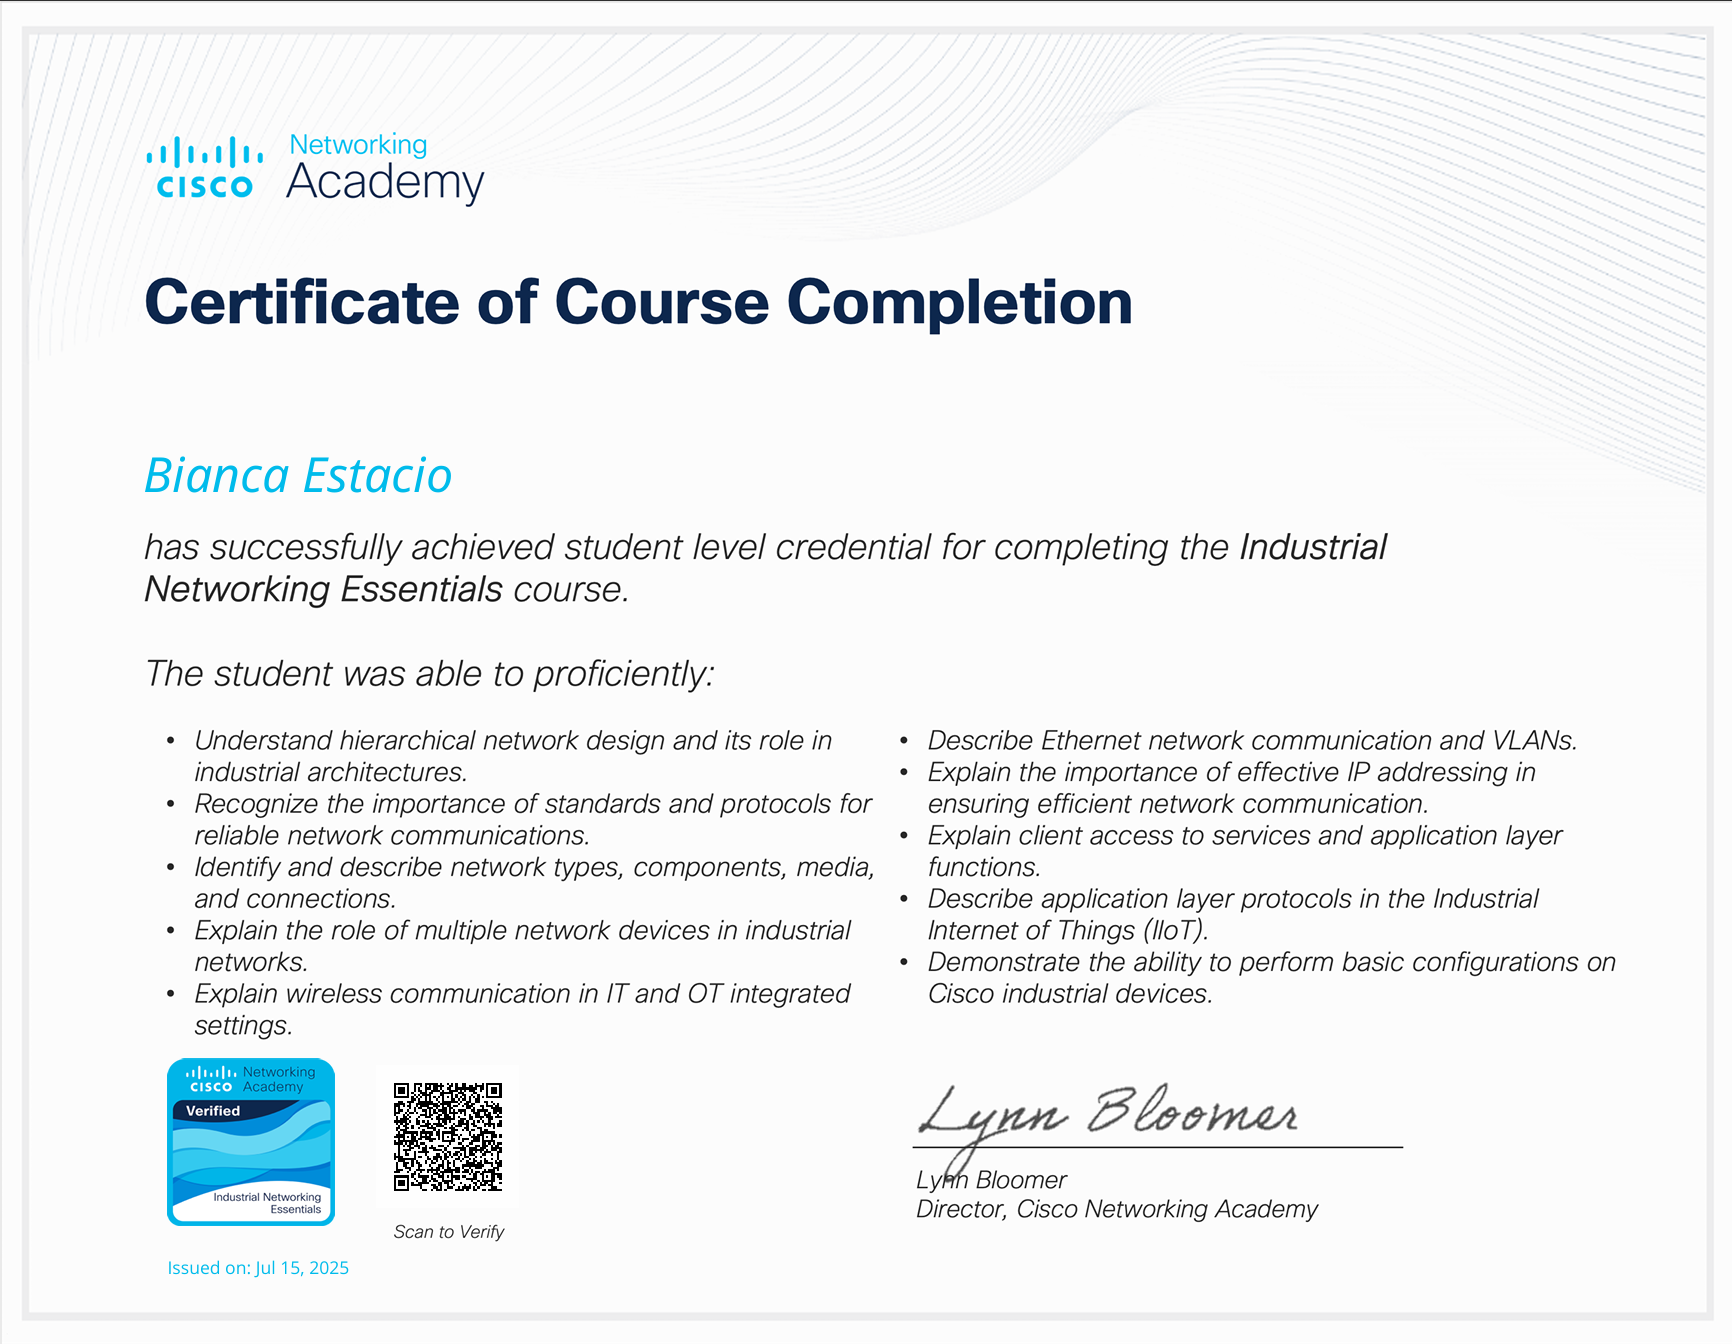 Networking
cisco Academy
Certificate of Course Completion
Bianca Estacio
has successfully achieved student level credential for completing the Industrial
Networking Essentials course.
The student was able to proficiently:
• Understand hierarchical network design and its role in
industrial architectures.
• Recognize the importance of standards and protocols for
reliable network communications.
• Identify and describe network types, components, media,
and connections.
• Explain the role of multiple network devices in industrial
networks.
• Explain wireless communication in IT and OT integrated
settings.
• Describe Ethernet network communication and VLANs.
• Explain the importance of effective IP addressing in
ensuring efficient network communication.
• Explain client access to services and application layer
functions.
• Describe application layer protocols in the Industrial
Internet of Things (IIoT).
• Demonstrate the ability to perform basic configurations on
Cisco industrial devices.
Networking
cisco Academy
Verified
Industrial Networking
Essentials
Scan to Verify
Issued on: Jul 15, 2025
Lynn Bloomer
Lynn Bloomer
Director, Cisco Networking Academy